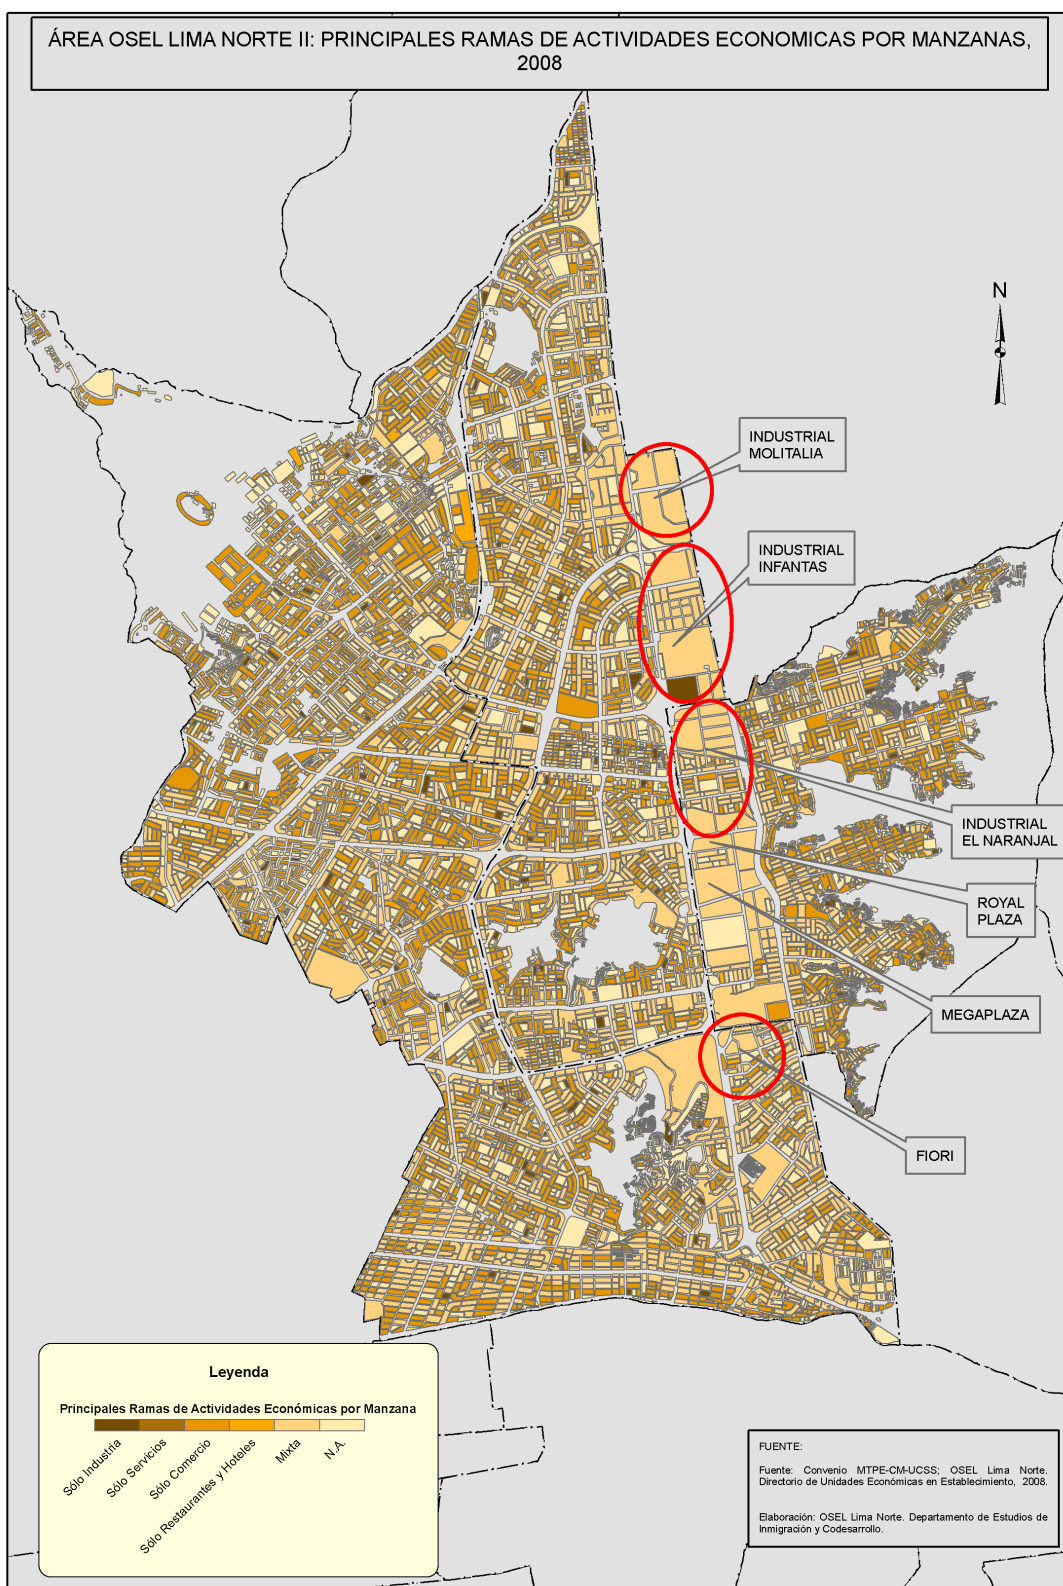 ÁREA OSEL LIMA NORTE II: PRINCIPALES RAMAS DE ACTIVIDADES ECONOMICAS POR MANZANAS,
2008
N
INDUSTRIAL
MOLITALIA
INDUSTRIAL
INFANTAS
INDUSTRIAL
EL NARANJAL
ROYAL
PLAZA
MEGAPLAZA
FIORI
Leyenda
Principales Ramas de Actividades Económicas por Manzana
Sólo Industria
Sólo Servicios
Sólo Comercio
Sólo Restaurantes y Hoteles
Mixta
N.A.
FUENTE:
Fuente: Convenio MTPE-CM-UCSS; OSEL Lima Norte.
Directorio de Unidades Económicas en Establecimiento, 2008.
Elaboración: OSEL Lima Norte. Departamento de Estudios de
Inmigración y Codesarrollo.